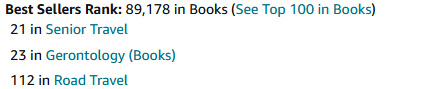 Best Sellers Rank: 89,178 in Books (See Top 100 in Books)
21 in Senior Travel
23 in Gerontology (Books)
112 in Road Travel